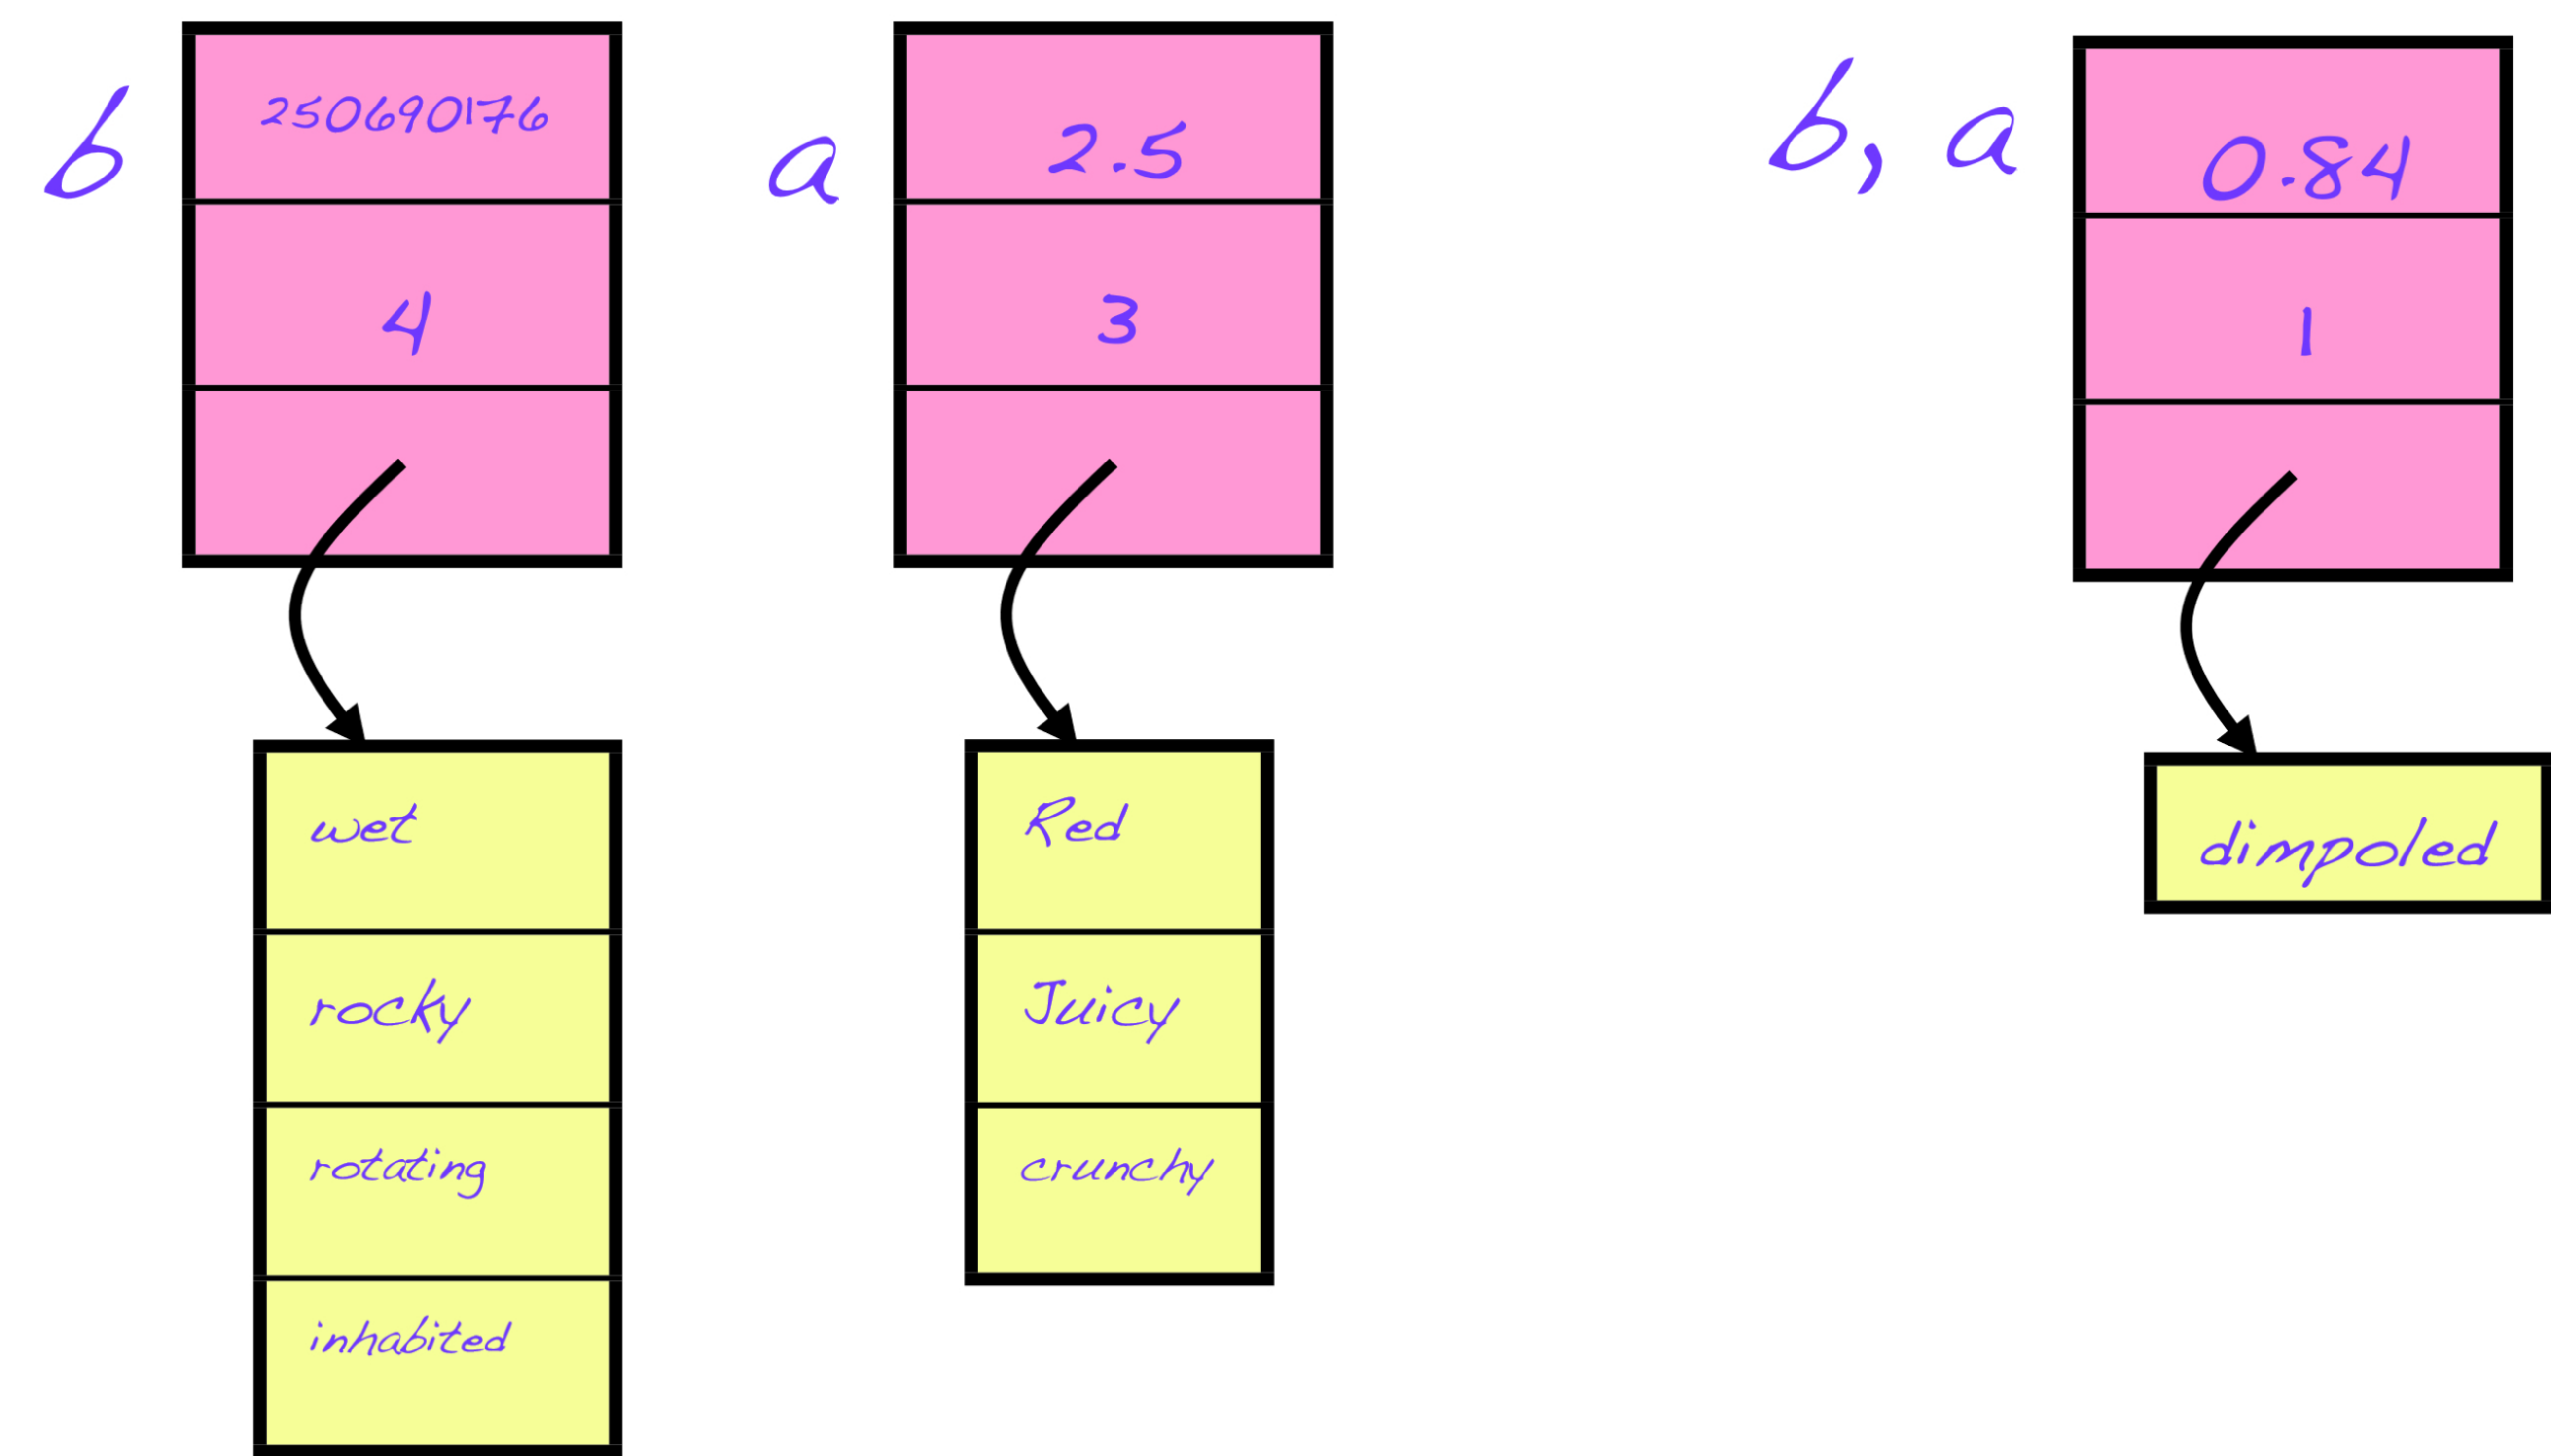 b
250690176
4
wet
rocky
rotating
inhabited
a
2.5
3
Red
Juicy
crunchy
b, a
0.84
1
dimpoled